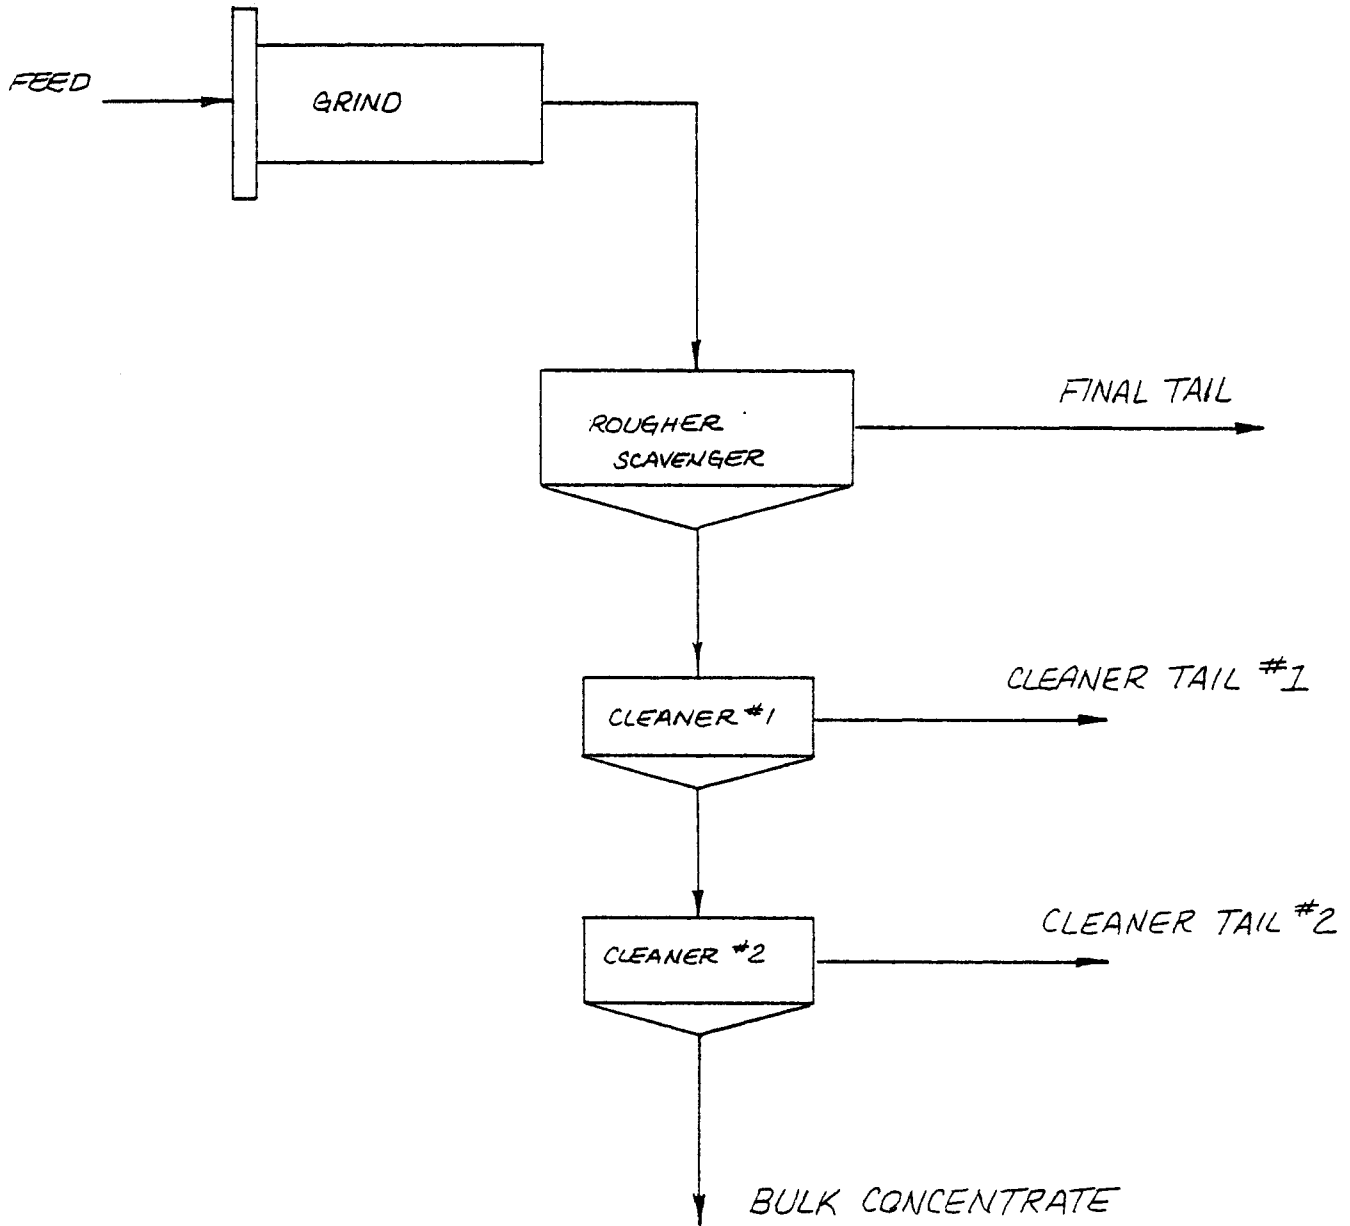 FEED
GRIND
FINAL TAIL
ROUGHER
SCAVENGER
CLEANER TAIL #1
CLEANER #1
CLEANER TAIL #2
CLEANER #2
BULK CONCENTRATE